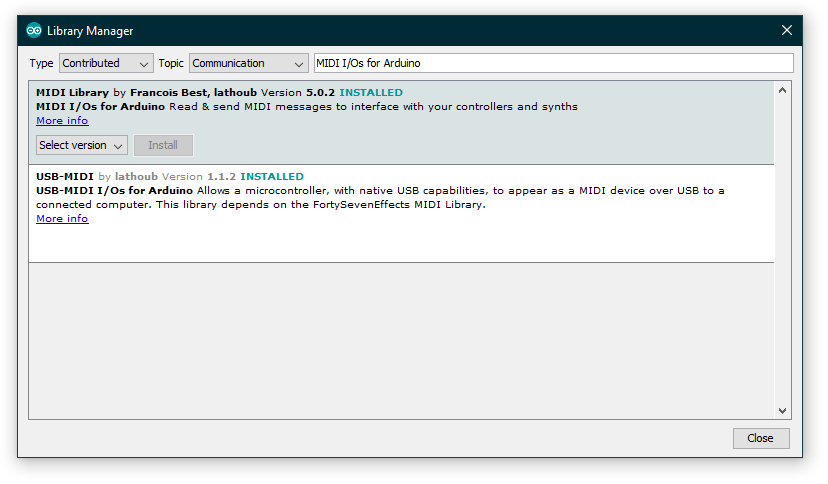 Library Manager
Type Contributed Topic Communication MIDI I/Os for Arduino
MIDI Library by Francois Best, lathoub Version 5.0.2 INSTALLED
MIDI I/Os for Arduino Read & send MIDI messages to interface with your controllers and synths
More info
Select version Install
USB-MIDI by lathoub Version 1.1.2 INSTALLED
USB-MIDI I/Os for Arduino Allows a microcontroller, with native USB capabilities, to appear as a MIDI device over USB to a
connected computer. This library depends on the FortySevenEffects MIDI Library.
More info
Close